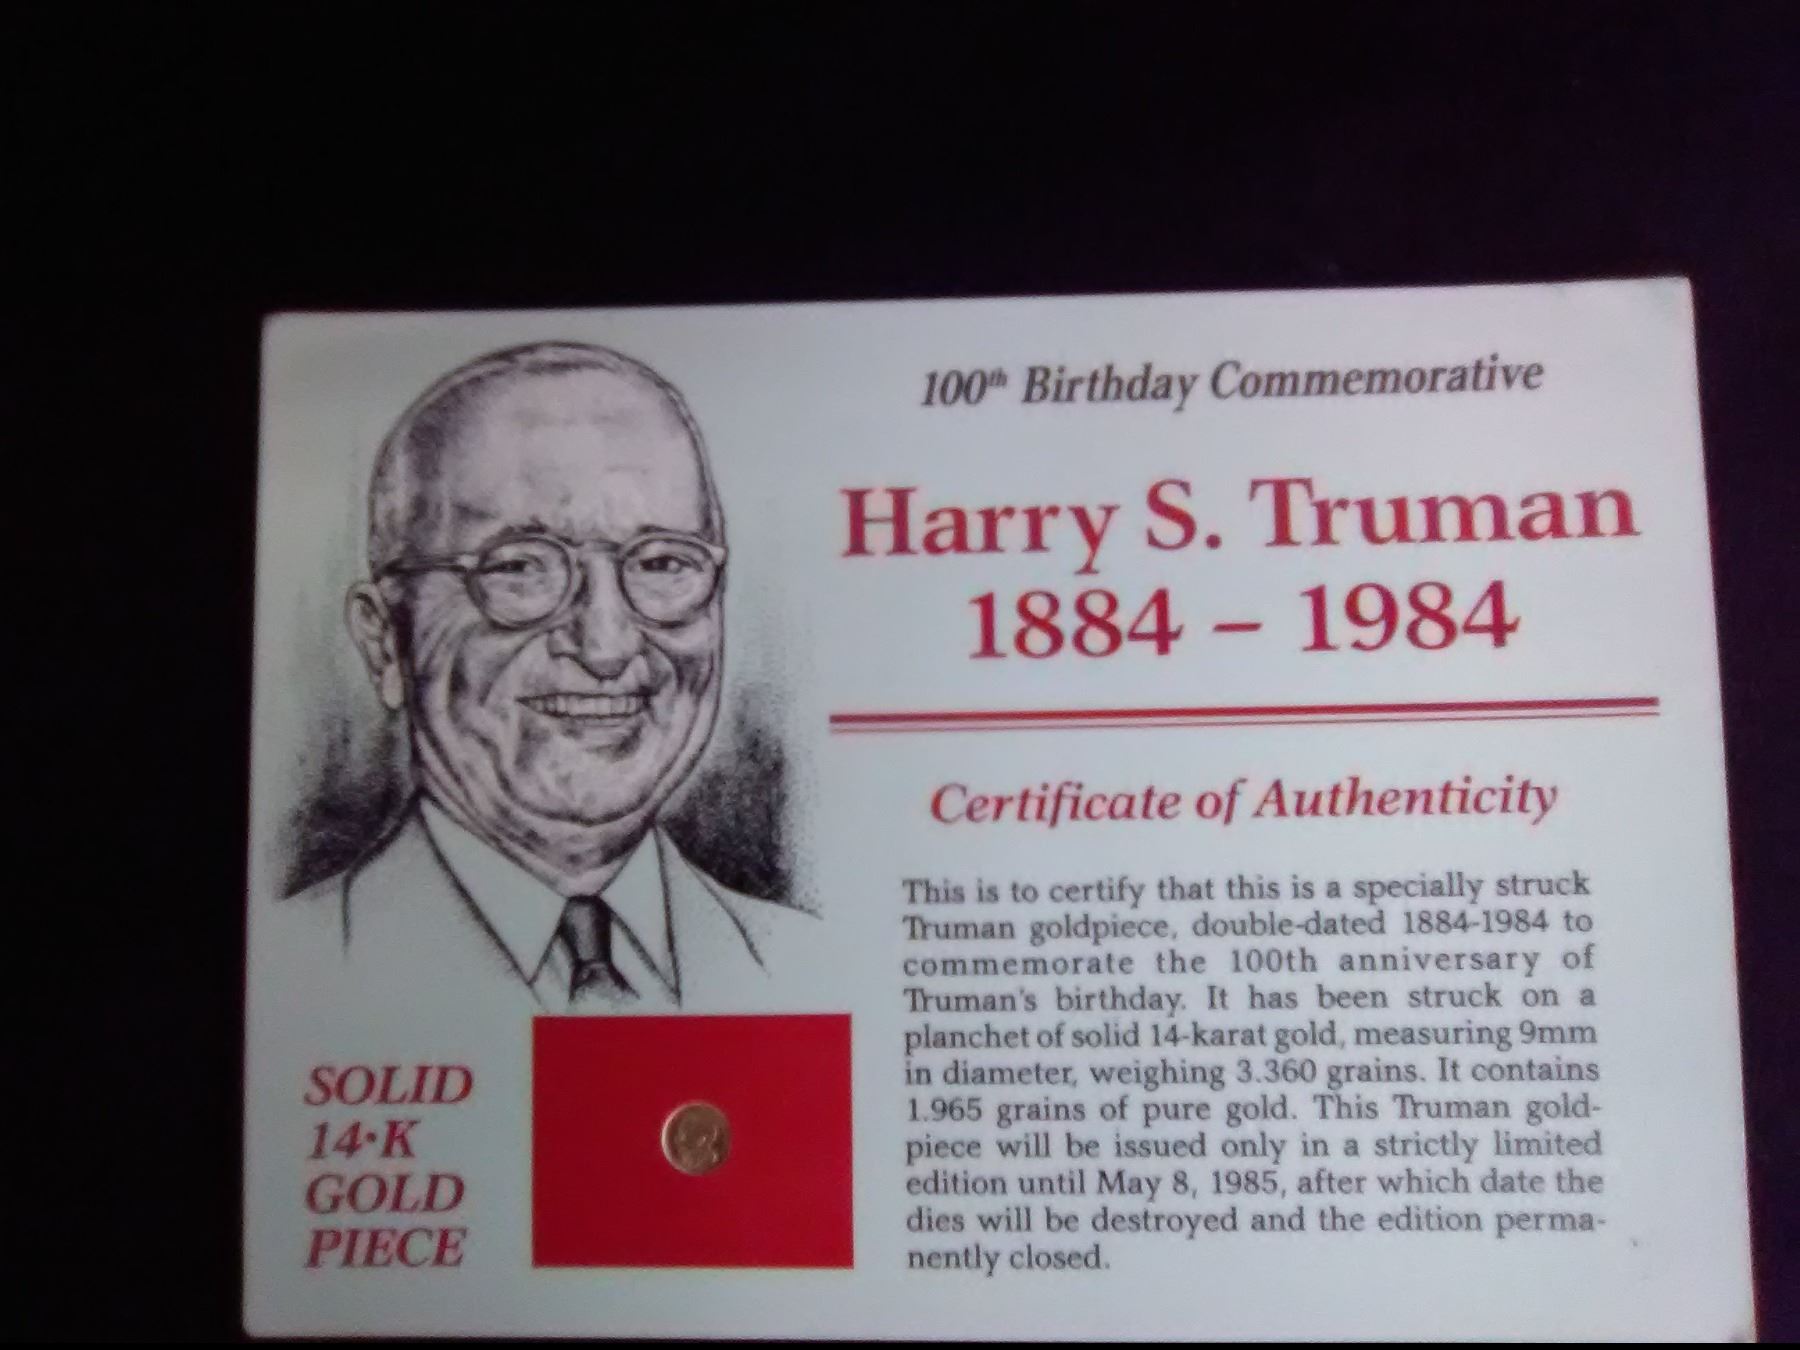 100th Birthday Commemorative
Harry S. Truman
1884 – 1984
Certificate of Authenticity
This is to certify that this is a specially struck
Truman goldpiece, double-dated 1884-1984 to
commemorate the 100th anniversary of
Truman's birthday. It has been struck on a
planchet of solid 14-karat gold, measuring 9mm
in diameter, weighing 3.360 grains. It contains
1.965 grains of pure gold. This Truman gold-
piece will be issued only in a strictly limited
edition until May 8, 1985, after which date the
dies will be destroyed and the edition perma-
nently closed.
SOLID
14·K
GOLD
PIECE